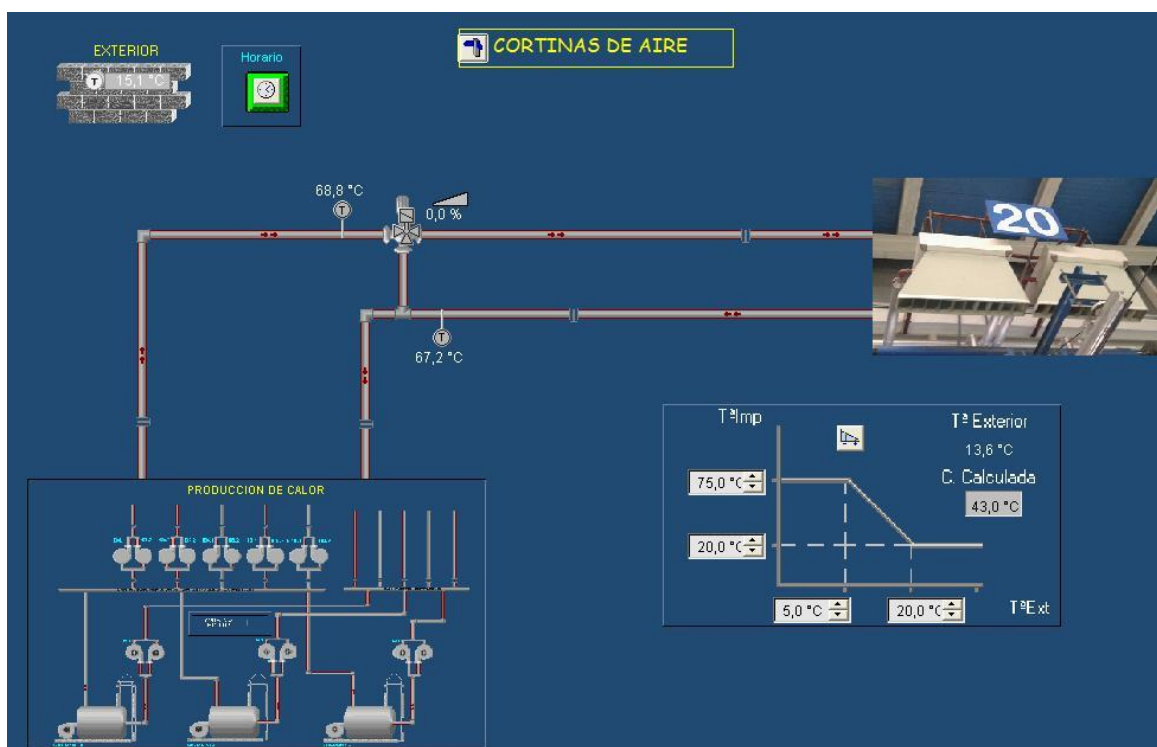 CORTINAS DE AIRE
EXTERIOR
T 15,1 °C
Horario
68,8 °C
T
0,0 %
20
T
67,2 °C
TªImp
Tª Exterior
13,6 °C
C. Calculada
75,0 °C
43,0 °C
20,0 °C
5,0 °C
20,0 °C
TªExt
PRODUCCION DE CALOR